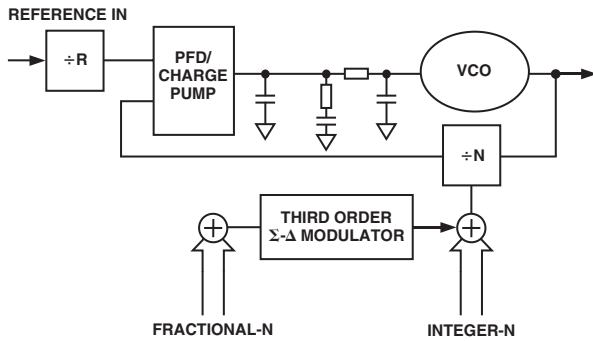 REFERENCE IN
÷R
PFD/
CHARGE
PUMP
VCO
÷N
THIRD ORDER
Σ-Δ MODULATOR
FRACTIONAL-N
INTEGER-N